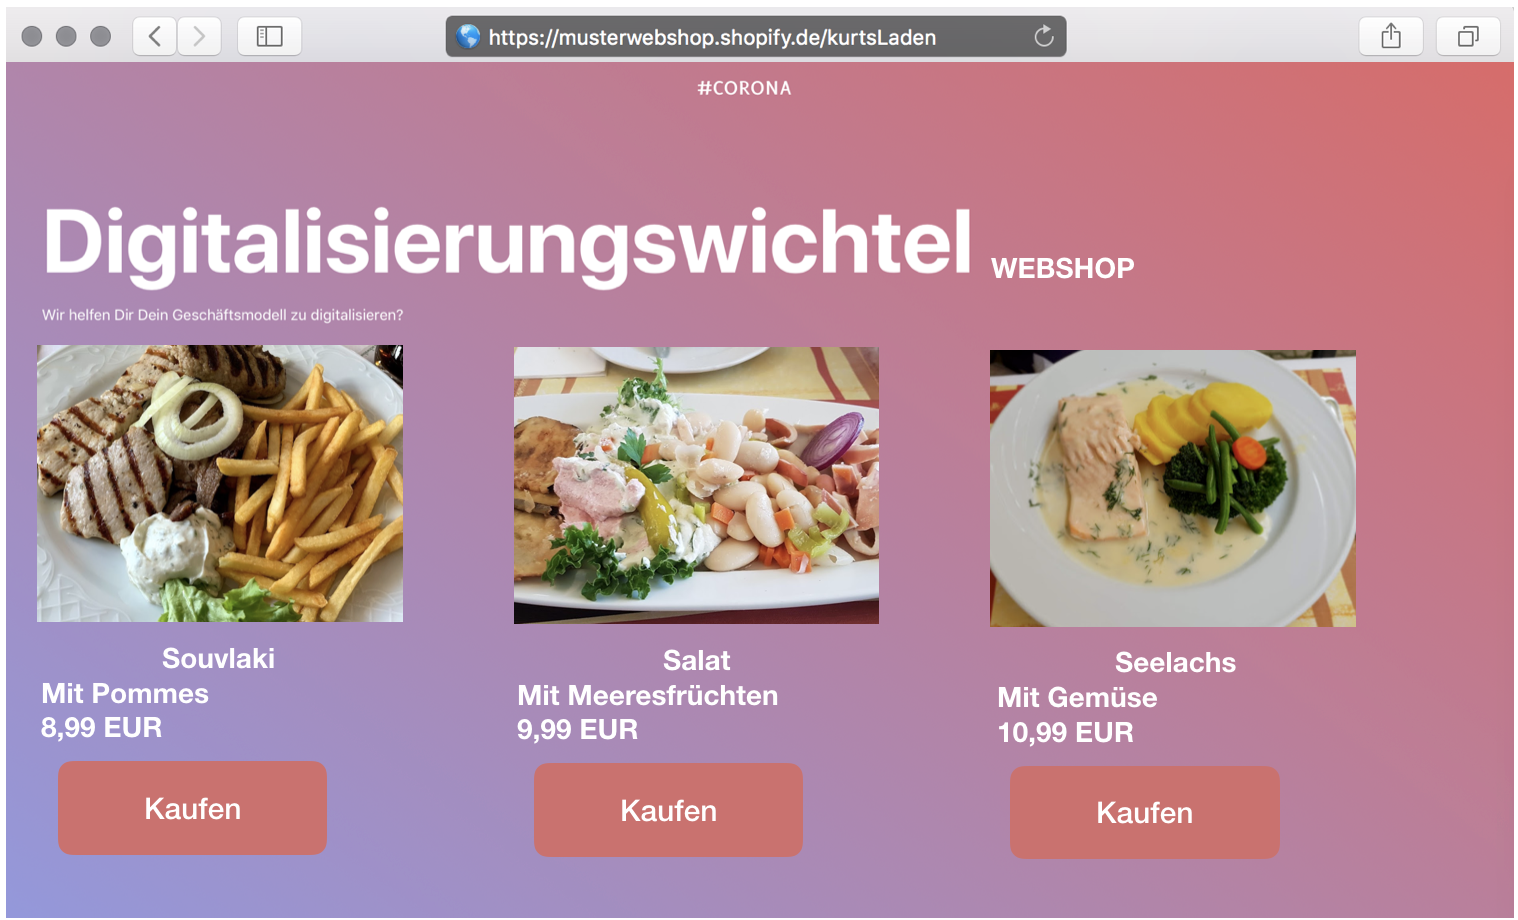 https://musterwebshop.shopify.de/kurtsLaden
#CORONA
Digitalisierungswichtel WEBSHOP
Wir helfen Dir Dein Geschäftsmodell zu digitalisieren?
Souvlaki
Mit Pommes
8,99 EUR
Kaufen
Salat
Mit Meeresfrüchten
9,99 EUR
Kaufen
Seelachs
Mit Gemüse
10,99 EUR
Kaufen